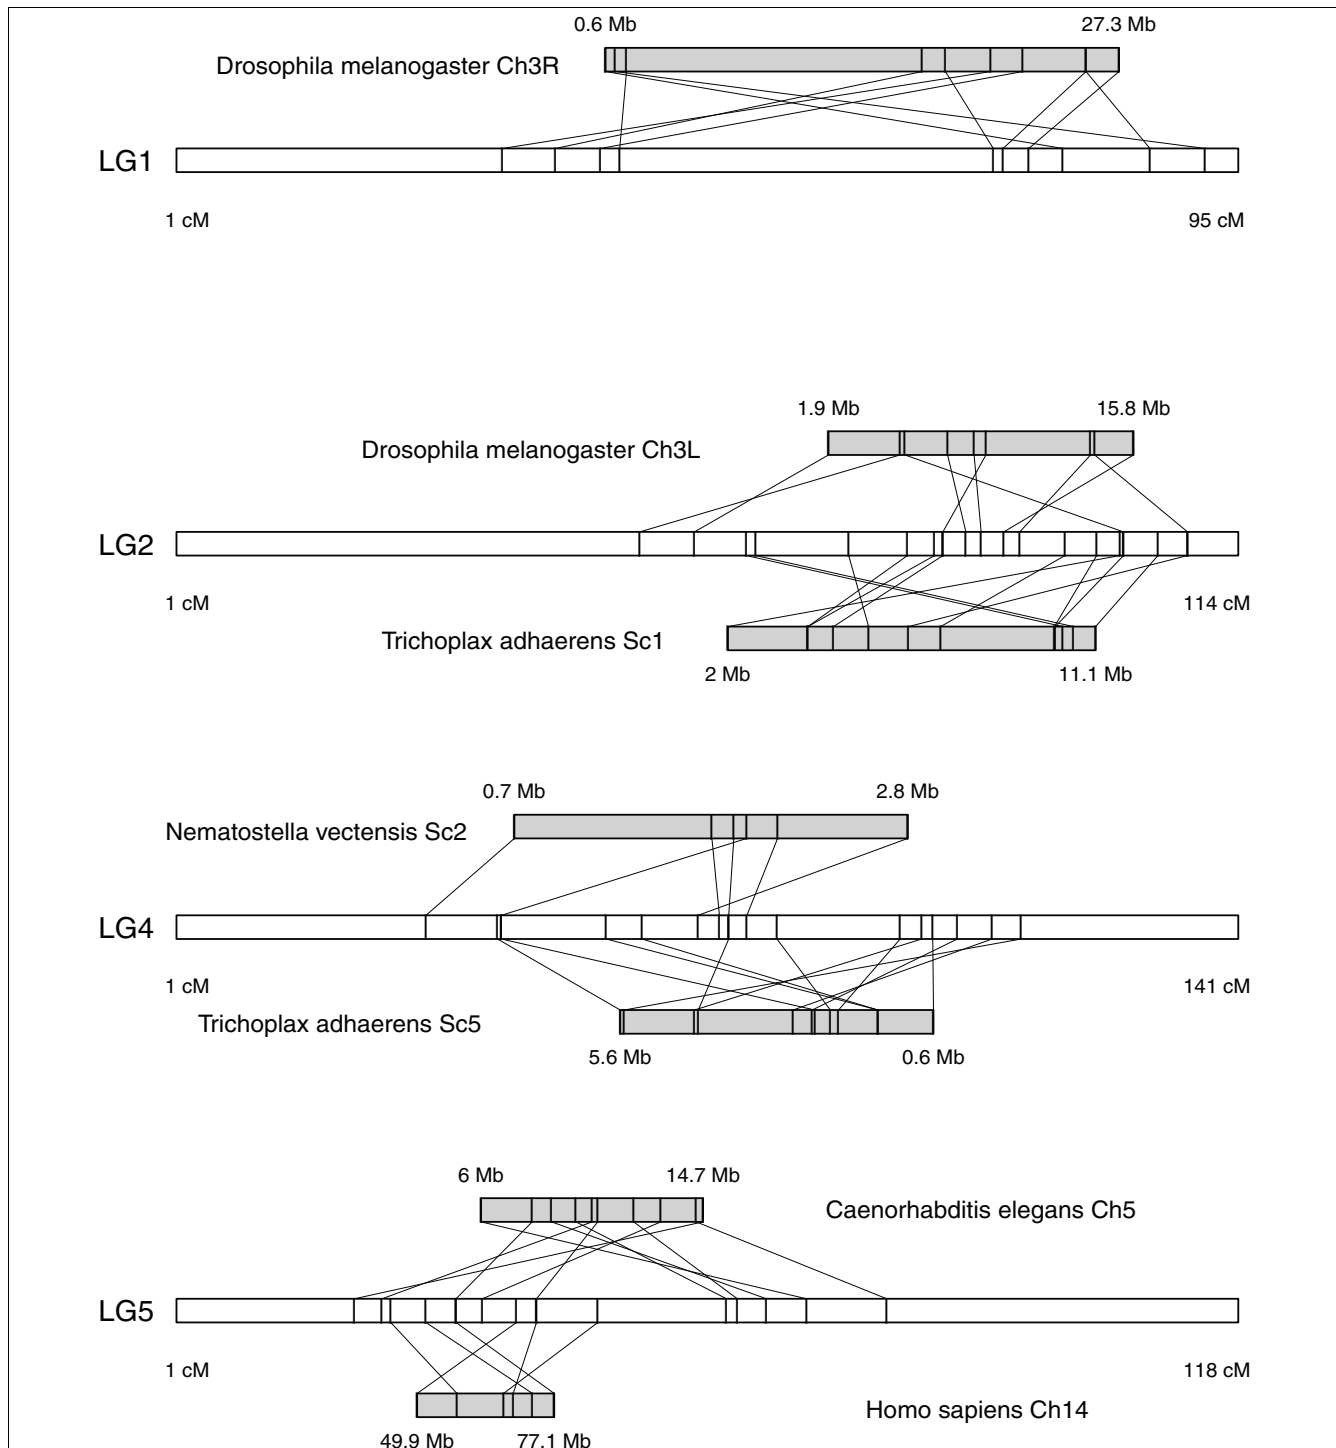 0.6 Mb 27.3 Mb
Drosophila melanogaster Ch3R
LG1
1 cM 95 cM
1.9 Mb 15.8 Mb
Drosophila melanogaster Ch3L
LG2
1 cM 114 cM
Trichoplax adhaerens Sc1
2 Mb 11.1 Mb
0.7 Mb 2.8 Mb
Nematostella vectensis Sc2
LG4
1 cM 141 cM
Trichoplax adhaerens Sc5
5.6 Mb 0.6 Mb
6 Mb 14.7 Mb
Caenorhabditis elegans Ch5
LG5
1 cM 118 cM
Homo sapiens Ch14
49.9 Mb 77.1 Mb